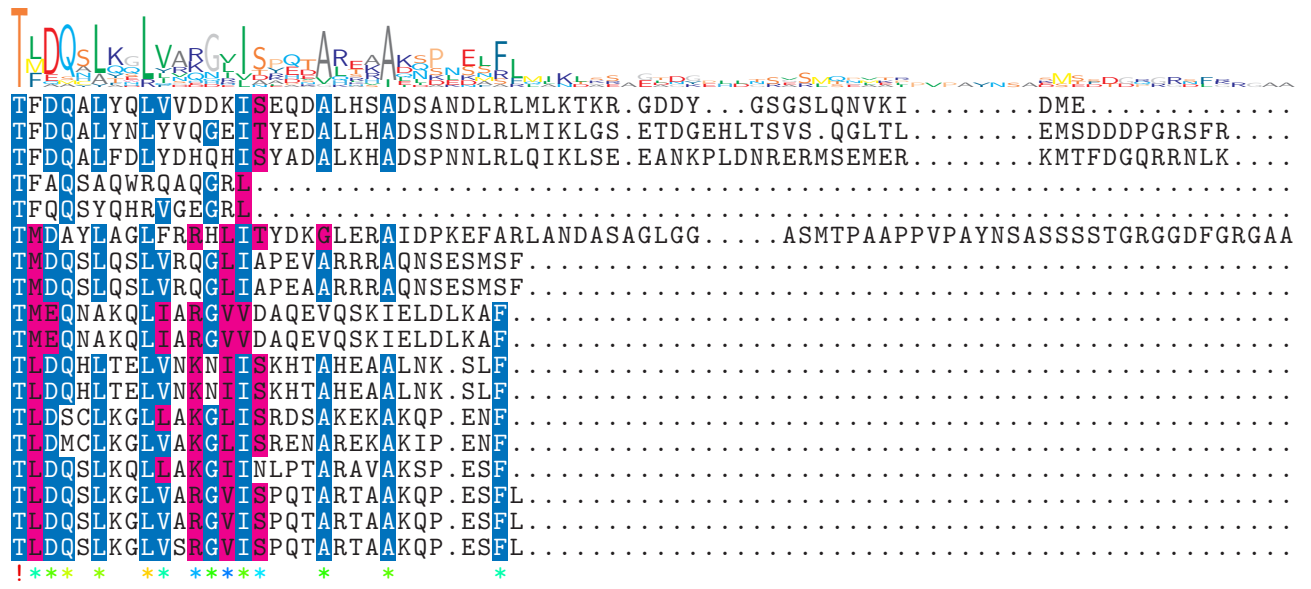 TFDQALYQLVVDDKISEQDALHSADSANDLRLMLKTKR.GDDY...GSGSLQNVKI........DME.............
TFDQALYNLYVQGEITYEDALLHADSSNDLRLMIKLGS.ETDGEHLTSVS.QGLTL........EMSDDDPGRSFR....
TFDQALFDLYDHQHISYADALKHADSPNNLRLQIKLSE.EANKPLDNRERMSEMER........KMTFDGQRRNLK....
TFAQSAQWRQAQGRL.................................................................
TFQQSYQHRVGEGRL.................................................................
TMDAYLAGLFRRHLITYDKGLERAIDPKEFARLANDASAGLGG.....ASMTPAAPPVPAYNSASSSSTGRGGDFGRGAA
TMDQSLQSLVRQGLIAPEVARRRAQNSESMSF................................................
TMDQSLQSLVRQGLIAPEAARRRAQNSESMSF................................................
TMEQNAKQLIARGVVDAQEVQSKIELDLKAF.................................................
TMEQNAKQLIARGVVDAQEVQSKIELDLKAF.................................................
TLDQHLTELVNKNIISKHTAHEAALNK.SLF.................................................
TLDQHLTELVNKNIISKHTAHEAALNK.SLF.................................................
TLDSCLKGLLAKGLISRDSAKEKAKQP.ENF.................................................
TLDMCLKGLVAKGLISRENAREKAKIP.ENF.................................................
TLDQSLKQLLAKGIINLPTARAVAKSP.ESF.................................................
TLDQSLKGLVARGVISPQTARTAAKQP.ESFL................................................
TLDQSLKGLVARGVISPQTARTAAKQP.ESFL................................................
TLDQSLKGLVSRGVISPQTARTAAKQP.ESFL................................................
!*** *  ** *****   *   *      *